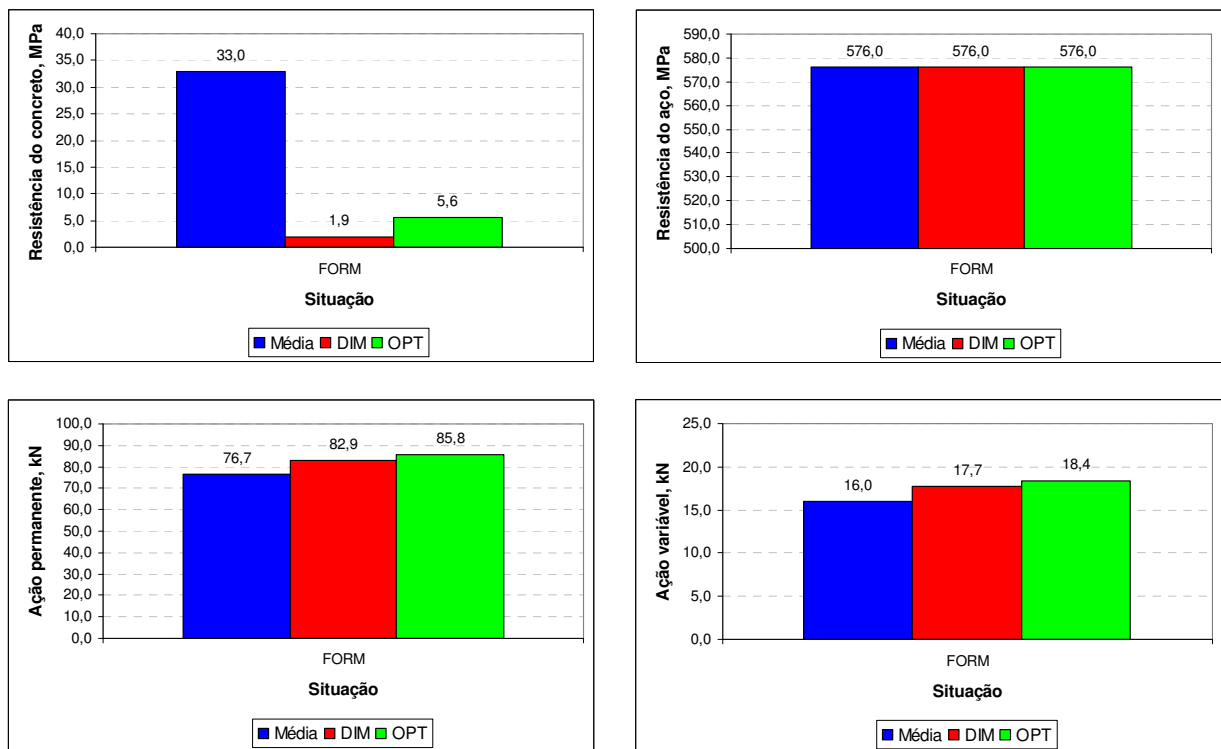 Resistência do concreto, MPa
40,0
35,0
30,0
25,0
20,0
15,0
10,0
5,0
0,0
33,0
1,9
5,6
FORM
Situação
Média DIM OPT
Resistência do aço, MPa
590,0
580,0
570,0
560,0
550,0
540,0
530,0
520,0
510,0
500,0
576,0 576,0 576,0
FORM
Situação
Média DIM OPT
Ação permanente, kN
100,0
90,0
80,0
70,0
60,0
50,0
40,0
30,0
20,0
10,0
0,0
76,7
82,9
85,8
FORM
Situação
Média DIM OPT
Ação variável, kN
25,0
20,0
15,0
10,0
5,0
0,0
16,0
17,7
18,4
FORM
Situação
Média DIM OPT